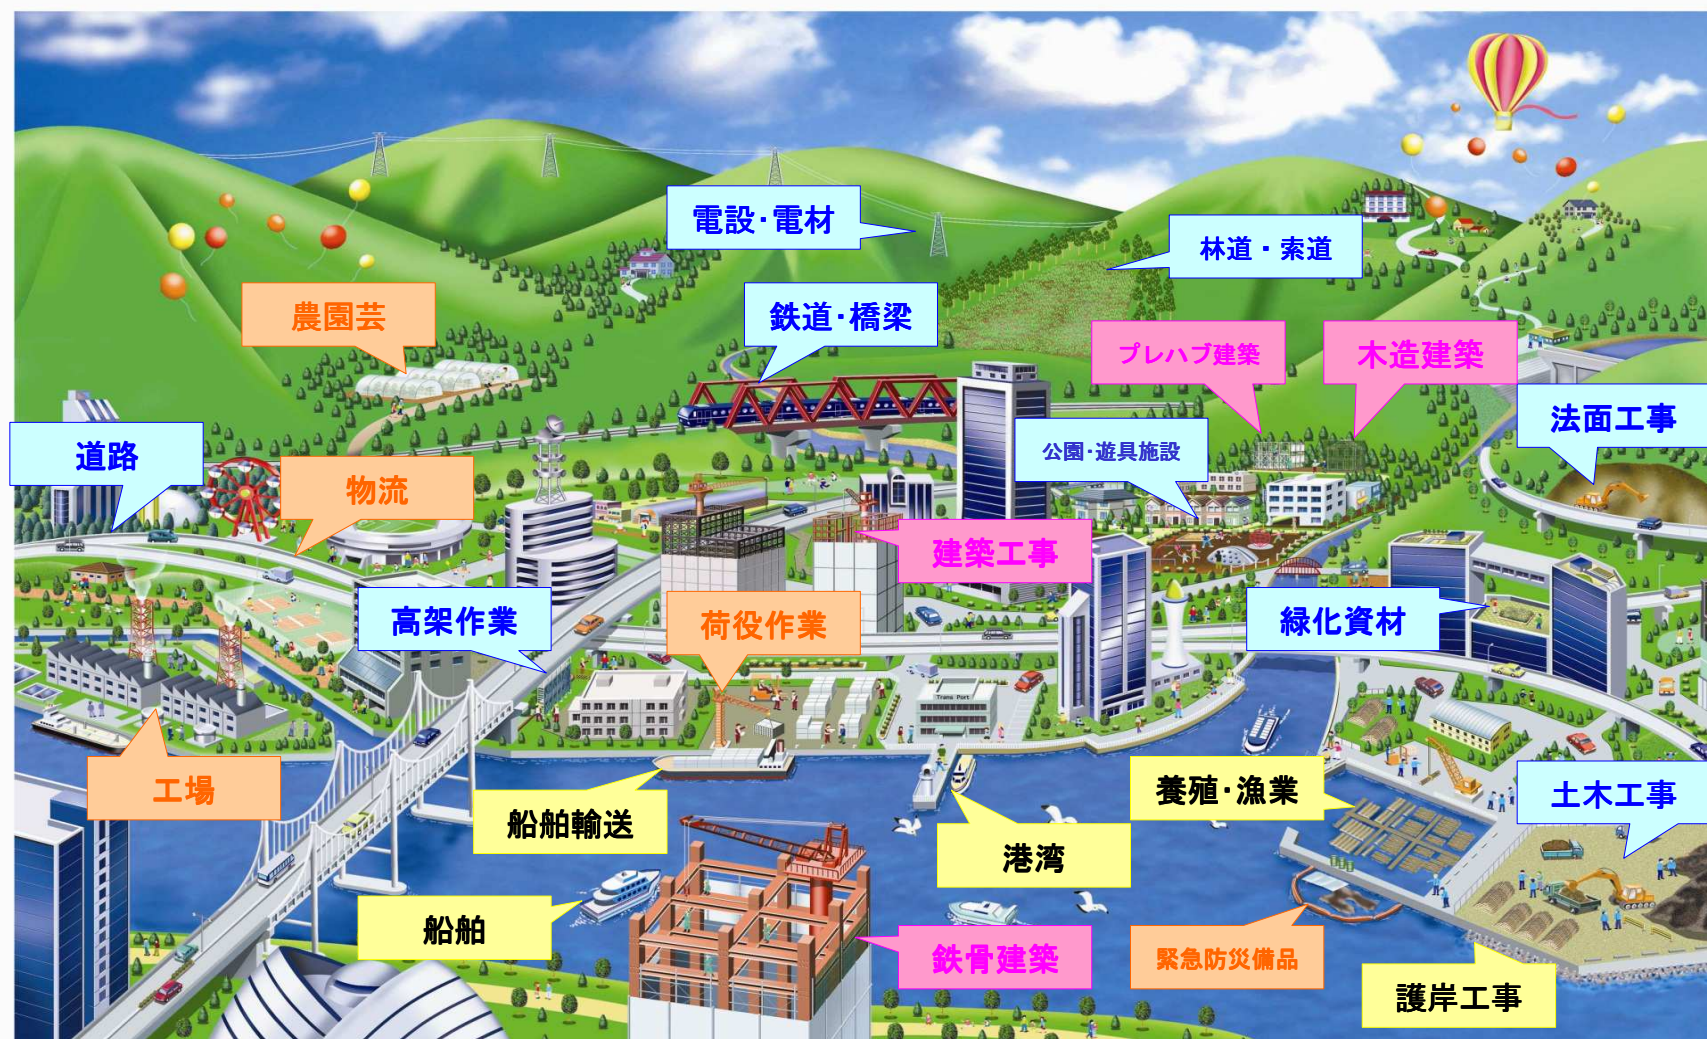 電設・電材
林道・索道
農園芸
鉄道・橋梁
プレハブ建築
木造建築
法面工事
道路
物流
公園・遊具施設
建築工事
高架作業
荷役作業
緑化資材
Trans Port
工場
船舶輸送
港湾
養殖・漁業
土木工事
船舶
鉄骨建築
緊急防災備品
護岸工事